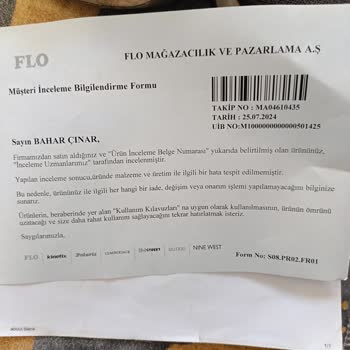 FLO
FLO MAĞAZACILIK VE PAZARLAMA A.Ş
Müşteri İnceleme Bilgilendirme Formu
TAKİP NO : MA04610435
TARİH : 25.07.2024
UİB NO:M1000000000000501425
Sayın BAHAR ÇINAR,
Firmamızdan satın aldığınız ve "Ürün İnceleme Belge Numarası" yukarıda belirtilmiş olan ürününüz,
"İnceleme Uzmanlarımız" tarafından incelenmiştir.
Yapılan inceleme sonucu,üründe malzeme ve üretim ile ilgili bir hata tespit edilmemiştir.
Bu nedenle, ürününüz ile ilgili her hangi bir iade, değişim veya onarım işlemi yapılamayacağını bilginize
sunarız.
Ürünlerin, beraberinde yer alan "Kullanım Kılavuzları" na uygun olarak kullanılmasının, ürünün ömrünü
uzatacağı ve size daha rahat kullanım sağlayacağını tekrar hatırlatmak isteriz.
Saygılarımızla,
FLO kinetix Polaris LUMBERJACK NINE WEST
Form No: S08.PR02.FR01
1/1